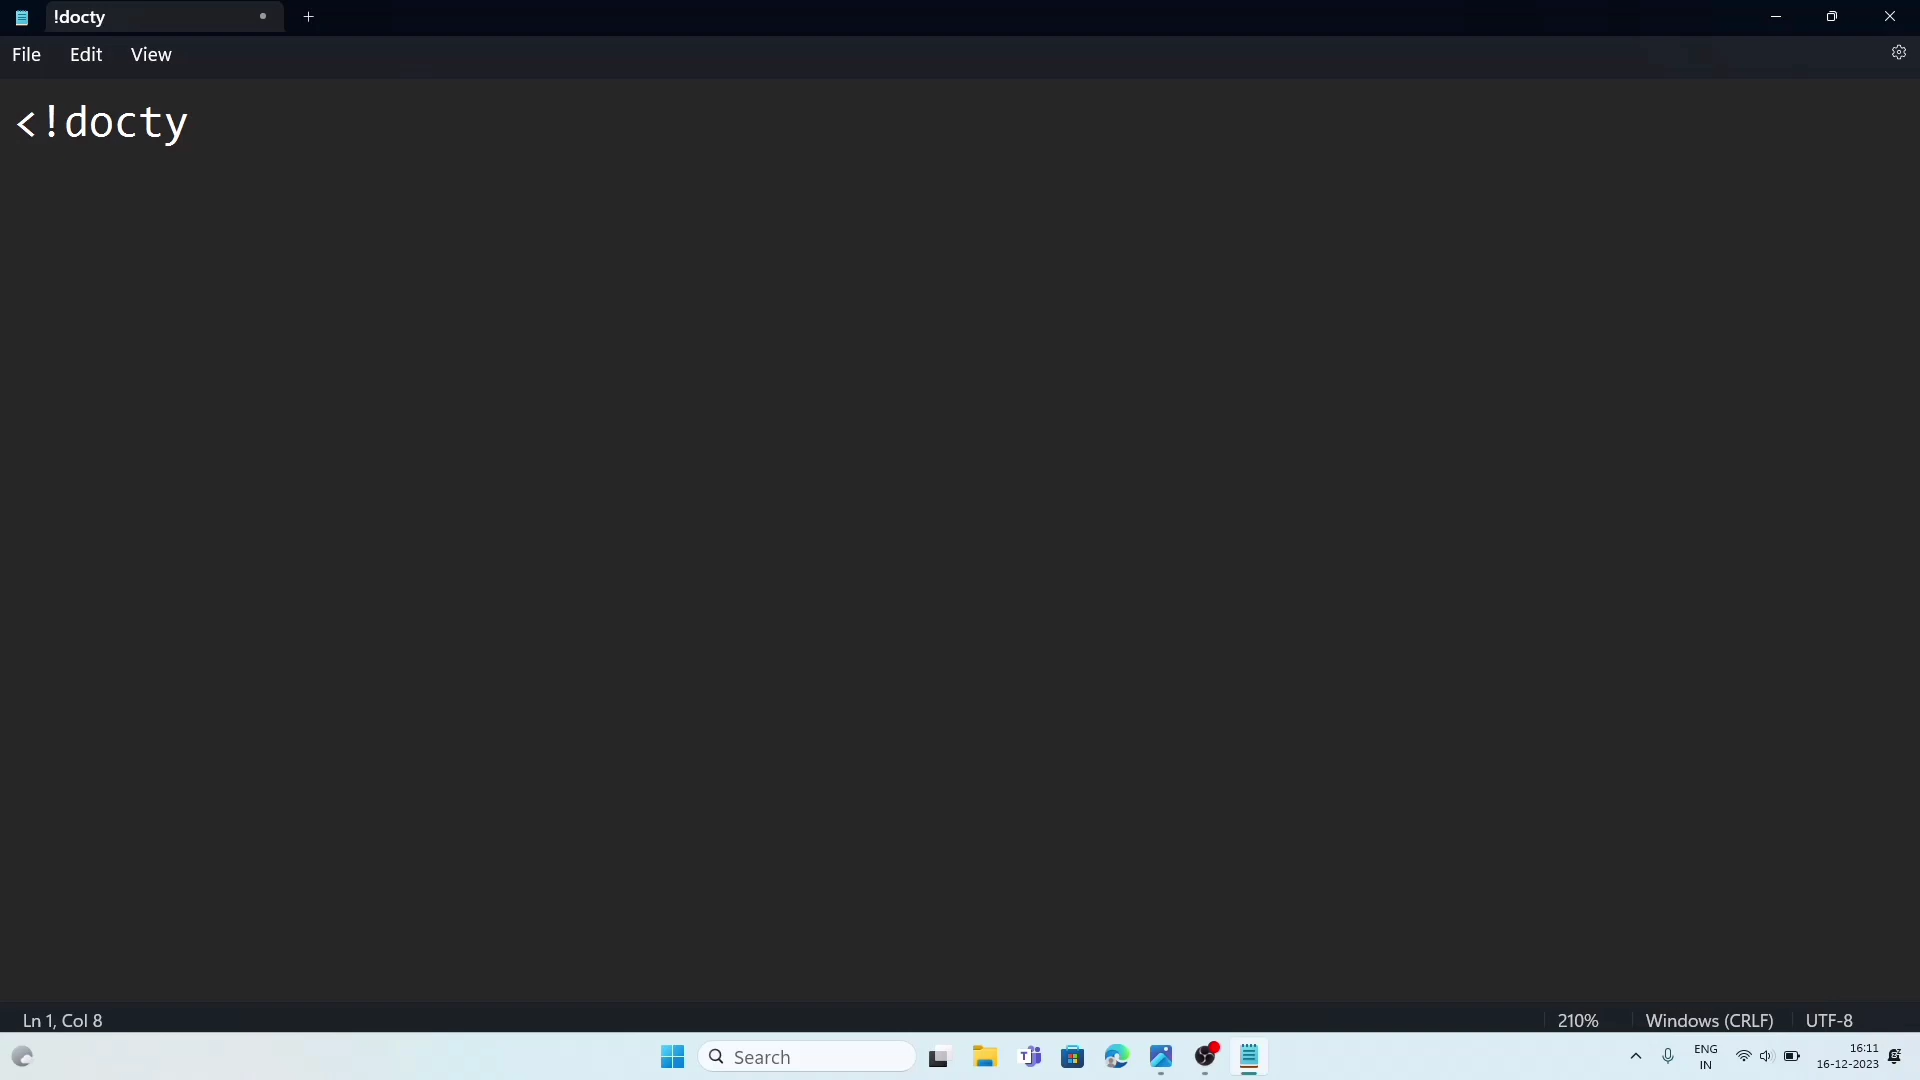 !docty
File Edit View
<!docty
Ln 1, Col 8 210% Windows (CRLF) UTF-8
Search ENG 16:11
IN 16-12-2023